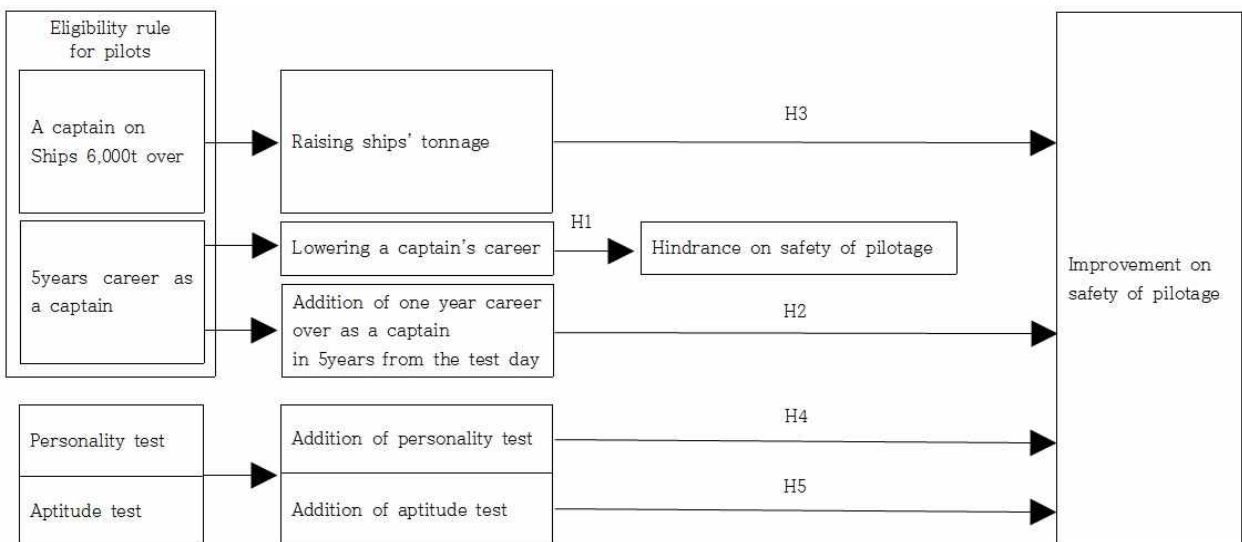 Eligibility rule
for pilots
A captain on
Ships 6,000t over
Raising ships' tonnage
H3
5years career as
a captain
Lowering a captain's career
H1
Hindrance on safety of pilotage
Addition of one year career
over as a captain
in 5years from the test day
H2
Improvement on
safety of pilotage
Personality test
Addition of personality test
H4
Aptitude test
Addition of aptitude test
H5